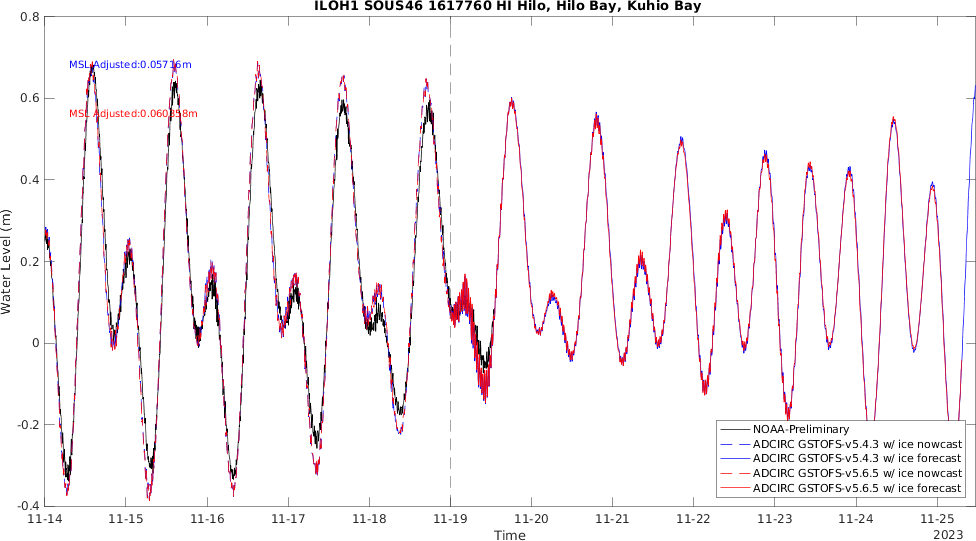 ILOH1 SOUS46 1617760 HI Hilo, Hilo Bay, Kuhio Bay
0.8
MSL Adjusted:0.05716m
0.6
MSL Adjusted:0.060858m
0.4
Water Level (m)
0.2
0
-0.2
NOAA-Preliminary
ADCIRC GSTOFS-v5.4.3 w/ ice nowcast
ADCIRC GSTOFS-v5.4.3 w/ ice forecast
ADCIRC GSTOFS-v5.6.5 w/ ice nowcast
ADCIRC GSTOFS-v5.6.5 w/ ice forecast
-0.4
11-14 11-15 11-16 11-17 11-18 11-19 11-20 11-21 11-22 11-23 11-24 11-25
Time 2023